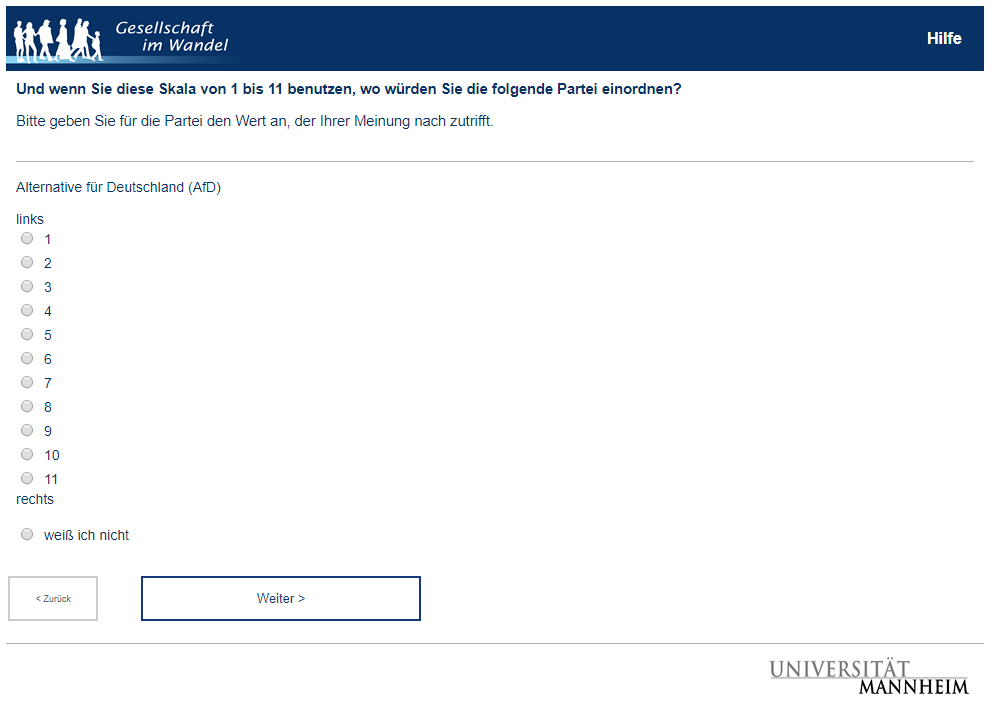 Gesellschaft
im Wandel
Hilfe
Und wenn Sie diese Skala von 1 bis 11 benutzen, wo würden Sie die folgende Partei einordnen?
Bitte geben Sie für die Partei den Wert an, der Ihrer Meinung nach zutrifft.
Alternative für Deutschland (AfD)
links
1
2
3
4
5
6
7
8
9
10
11
rechts
weiß ich nicht
< Zurück
Weiter >
UNIVERSITÄT
MANNHEIM